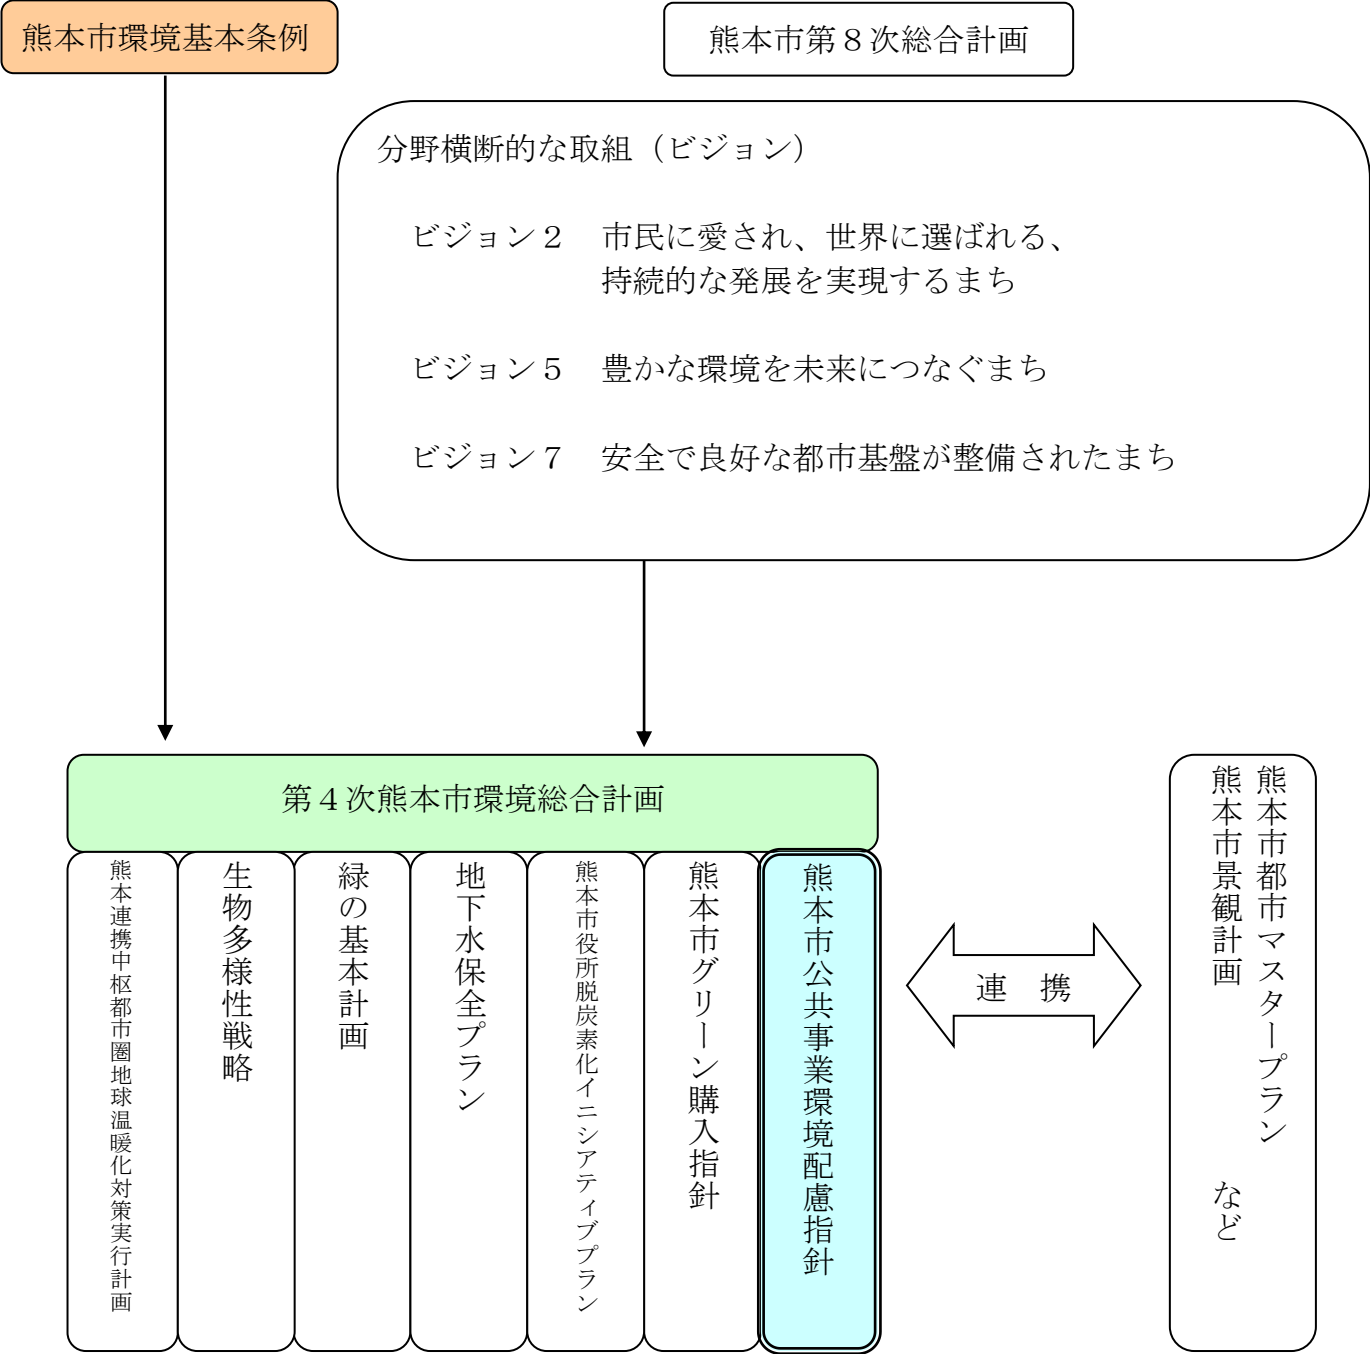 熊本市環境基本条例
熊本市第８次総合計画
分野横断的な取組（ビジョン）
ビジョン２　市民に愛され、世界に選ばれる、
持続的な発展を実現するまち
ビジョン５　豊かな環境を未来につなぐまち
ビジョン７　安全で良好な都市基盤が整備されたまち
第４次熊本市環境総合計画
熊本連携中枢都市圏地球温暖化対策実行計画
生物多様性戦略
緑の基本計画
地下水保全プラン
熊本市役所脱炭素化イニシアティブプラン
熊本市グリーン購入指針
熊本市公共事業環境配慮指針
連　携
熊本市都市マスタープラン
熊本市景観計画　など